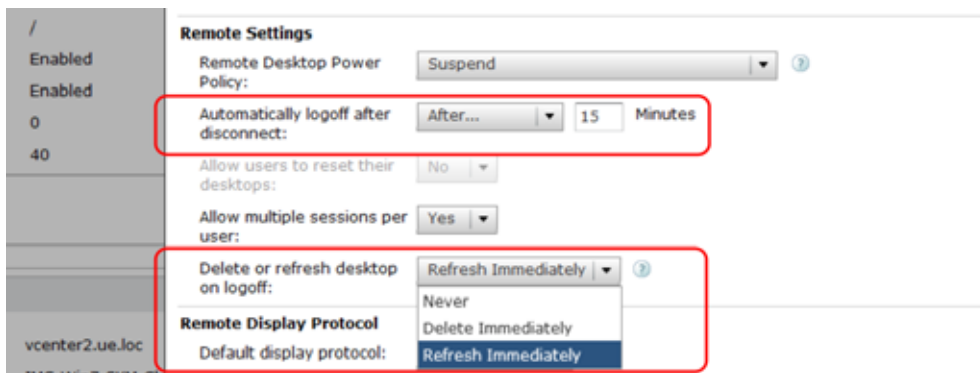 /
Enabled
Enabled
0
40
vcenter2.ue.loc
Remote Settings
Remote Desktop Power Policy:
Suspend
?
Automatically logoff after disconnect:
After...
15
Minutes
Allow users to reset their desktops:
No
Allow multiple sessions per user:
Yes
Delete or refresh desktop on logoff:
Refresh Immediately
?
Never
Delete Immediately
Refresh Immediately
Remote Display Protocol
Default display protocol: